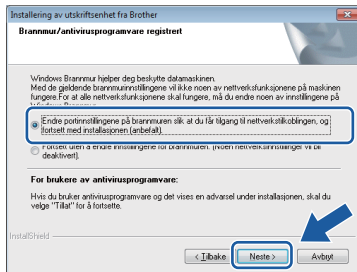 Installering av utskriftsenhet fra Brother
Brannmur/antivirusprogramvare registrert
Windows Brannmur hjelper deg beskytte datamaskinen.
Med de gjeldende brannmurinnstillingene vil ikke noen av nettverksfunksjonene på maskinen
fungere.For at alle nettverksfunksjonene skal fungere, må du endre noen av innstillingene på
Windows Brannmur.
Endre portinnstillingene på brannmuren slik at du får tilgang til nettverkstilkoblingen, og
fortsett med installasjonen (anbefalt).
Fortsett uten å endre innstillingene for brannmuren. (Noen nettverksinnstillinger vil bli
deaktivert).
For brukere av antivirusprogramvare:
Hvis du bruker antivirusprogramvare og det vises en advarsel under installasjonen, skal du
velge "Tillat" for å fortsette.
InstallShield
< Tilbake
Neste >
Avbryt